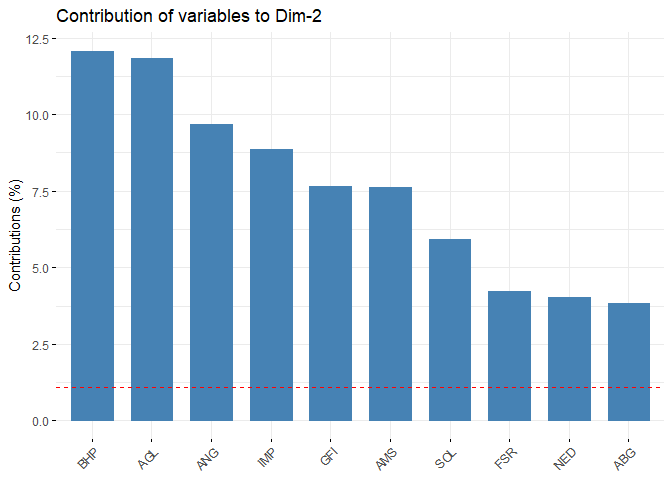 Contribution of variables to Dim-2
Contributions (%)
12.5
10.0
7.5
5.0
2.5
0.0
BHP
AGL
ANG
IMP
GFI
AMS
SOL
FSR
NED
ABG